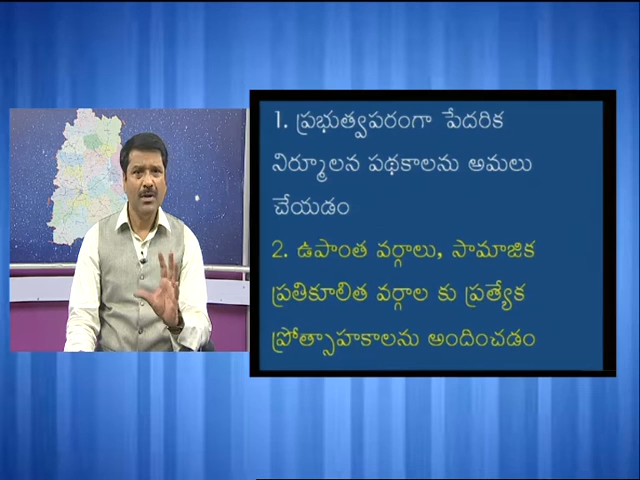 1. ప్రభుత్వపరంగా పేదరిక
నిర్మూలన పథకాలను అమలు
చేయడం
2. ఉపాంత వర్గాలు, సామాజిక
ప్రతికూలిత వర్గాల కు ప్రత్యేక
ప్రోత్సాహకాలను అందించడం